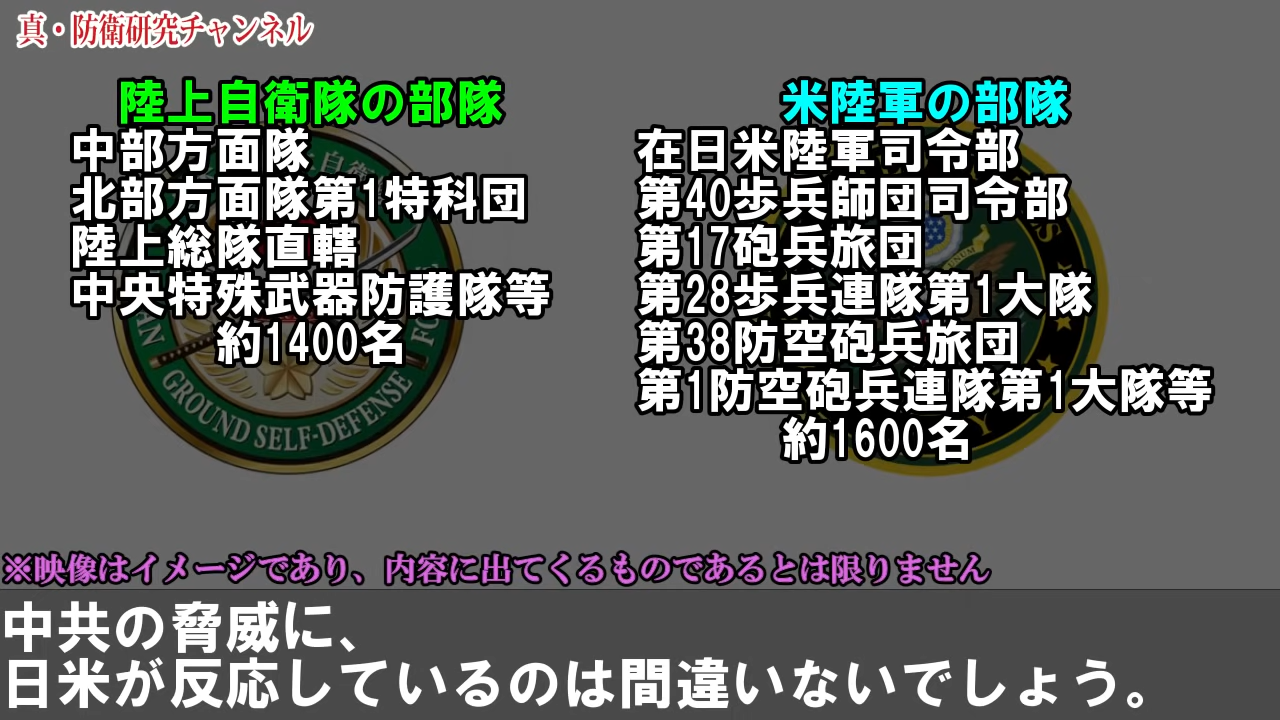 真・防衛研究チャンネル
陸上自衛隊の部隊
中部方面隊
北部方面隊第1特科団
陸上総隊直轄
中央特殊武器防護隊等
約1400名
米陸軍の部隊
在日米陸軍司令部
第40歩兵師団司令部
第17砲兵旅団
第28歩兵連隊第1大隊
第38防空砲兵旅団
第1防空砲兵連隊第1大隊等
約1600名
GROUND SELF-DEFENSE
※映像はイメージであり、内容に出てくるものであるとは限りません
中共の脅威に、
日米が反応しているのは間違いないでしょう。